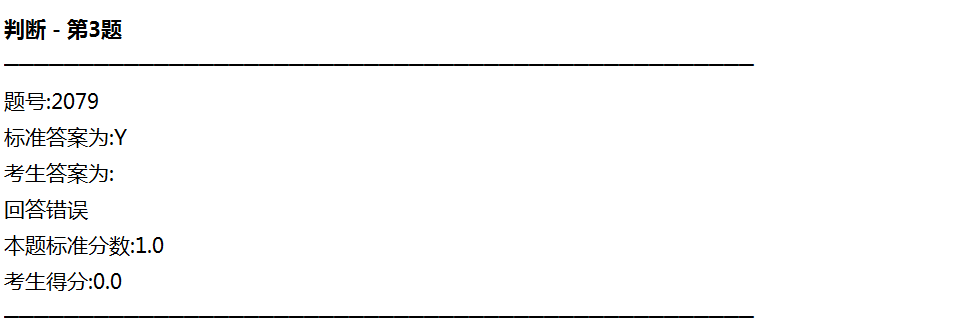 判断 - 第3题
题号:2079
标准答案为:Y
考生答案为:
回答错误
本题标准分数:1.0
考生得分:0.0